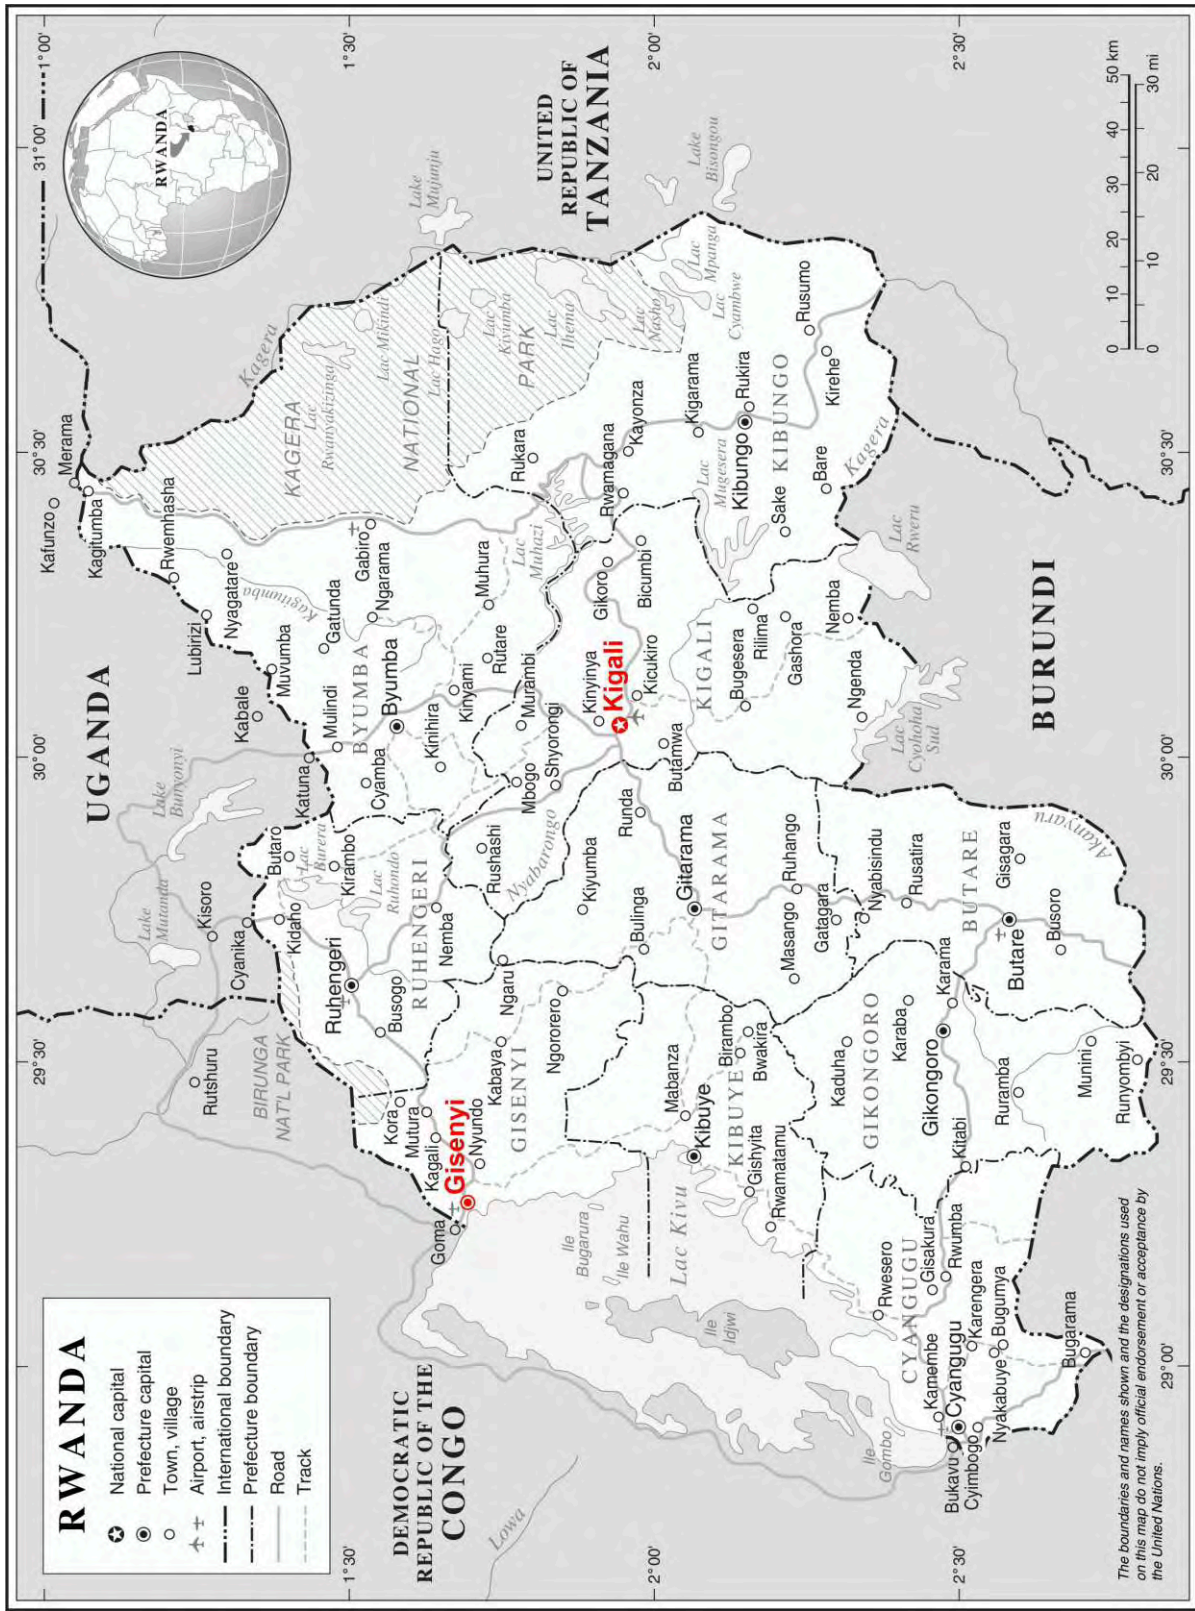 RWANDA
National capital
Prefecture capital
Town, village
Airport, airstrip
International boundary
Prefecture boundary
Road
Track
RWANDA
UGANDA
UNITED
REPUBLIC OF
TANZANIA
BURUNDI
DEMOCRATIC
REPUBLIC OF THE
CONGO
29°00'
29°30'
30°00'
30°30'
31°00'
1°00'
1°30'
2°00'
2°30'
1°30'
2°00'
2°30'
Kafunzo
Merama
Kagitumba
Rwemhasha
Lubirizi
Nyagatare
Kagitumba
Kagera
Kabale
Muvumba
Gatunda
Mulindi
Katuna
Lake
Bunyonyi
Lake
Mutanda
Kisoro
Cyanika
Rutshuru
BIRUNGA
NAT'L PARK
Butaro
Lac
Burera
Kidaho
Kirambo
Lac
Ruhondo
Ruhengeri
Busogo
RUHENGERI
Nemba
Cyamba
BYUMBA
Byumba
Kinihira
Kinyami
Ngarama
Gabiro
Muhura
Rutare
Murambi
Mbogo
Shyorongi
Rushashi
Nyabarongo
KAGERA
NATIONAL
PARK
Lac
Rwanyakizinga
Lac Mikindi
Lac Hago
Lac
Kivumba
Lac
Ihema
Lac
Nasho
Lac
Cyambwe
Lac
Mpanga
Lake
Mujunju
Lake
Bisongou
Rukara
Lac
Muhazi
Rwamagana
Kayonza
Kigarama
Kibungo
Rukira
KIBUNGO
Rusumo
Kirehe
Bare
Sake
Lac
Mugesera
Kagera
Lac
Rweru
Gikoro
Bicumbi
Kinyinya
Kigali
Kicukiro
KIGALI
Butamwa
Bugesera
Rilima
Gashora
Nemba
Ngenda
Lac
Cyohoha
Sud
Runda
Kiyumba
Bulinga
Gitarama
GITARAMA
Ruhango
Masango
Gatagara
Nyabisindu
Rusatira
BUTARE
Gisagara
Butare
Busoro
Akanyaru
Kora
Mutura
Kagali
Goma
Gisenyi
Nyundo
GISENYI
Kabaya
Ngaru
Ngororero
Mabanza
Kibuye
KIBUYE
Birambo
Bwakira
Gishyita
Rwamatamu
Lac Kivu
Ile
Bugarura
Ile Wahu
Ile
Idjwi
Ile
Gombo
Lowa
Kaduha
GIKONGORO
Karaba
Karama
Gikongoro
Kitabi
Ruramba
Munini
Runyombyi
Rwesero
CYANGUGU
Gisakura
Rwumba
Kamembe
Cyangugu
Karengera
Bugumya
Nyakabuye
Bugarama
Bukavu
Cyimbogo
0 10 20 30 40 50 km
0 10 20 30 mi
The boundaries and names shown and the designations used
on this map do not imply official endorsement or acceptance by
the United Nations.